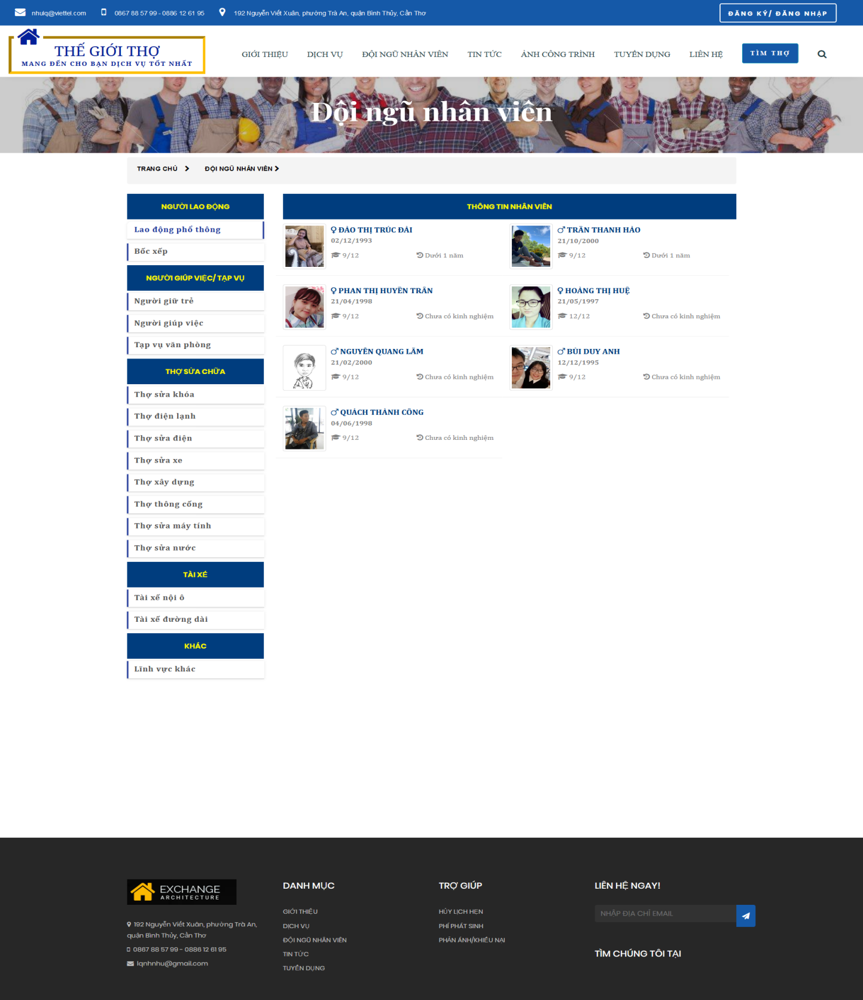 nhulq@viettel.com 0867 88 57 99 - 0886 12 61 95 192 Nguyễn Viết Xuân, phường Trà An, quận Bình Thủy, Cần Thơ ĐĂNG KÝ/ ĐĂNG NHẬP
THẾ GIỚI THỢ
MANG ĐẾN CHO BẠN DỊCH VỤ TỐT NHẤT
GIỚI THIỆU DỊCH VỤ ĐỘI NGŨ NHÂN VIÊN TIN TỨC ẢNH CÔNG TRÌNH TUYỂN DỤNG LIÊN HỆ TÌM THỢ
Đội ngũ nhân viên
TRANG CHỦ ĐỘI NGŨ NHÂN VIÊN
NGƯỜI LAO ĐỘNG
Lao động phổ thông
Bốc xếp
NGƯỜI GIÚP VIỆC/ TẠP VỤ
Người giữ trẻ
Người giúp việc
Tạp vụ văn phòng
THỢ SỬA CHỮA
Thợ sửa khóa
Thợ điện lạnh
Thợ sửa điện
Thợ sửa xe
Thợ xây dựng
Thợ thông cống
Thợ sửa máy tính
Thợ sửa nước
TÀI XẾ
Tài xế nội ô
Tài xế đường dài
KHÁC
Lĩnh vực khác
THÔNG TIN NHÂN VIÊN
ĐÀO THỊ TRÚC ĐÀI
02/12/1993
9/12 Dưới 1 năm
TRẦN THANH HÀO
21/10/2000
9/12 Dưới 1 năm
PHAN THỊ HUYỀN TRÂN
21/04/1998
9/12 Chưa có kinh nghiệm
HOÀNG THỊ HUỆ
21/05/1997
12/12 Chưa có kinh nghiệm
NGUYỄN QUANG LÃM
21/02/2000
9/12 Chưa có kinh nghiệm
BÙI DUY ANH
12/12/1995
9/12 Chưa có kinh nghiệm
QUÁCH THÀNH CÔNG
04/06/1998
9/12 Chưa có kinh nghiệm
EXCHANGE
ARCHITECTURE
192 Nguyễn Viết Xuân, phường Trà An,
quận Bình Thủy, Cần Thơ
0867 88 57 99 - 0886 12 61 95
lqnhnhu@gmail.com
DANH MỤC
GIỚI THIỆU
DỊCH VỤ
ĐỘI NGŨ NHÂN VIÊN
TIN TỨC
TUYỂN DỤNG
TRỢ GIÚP
HỦY LỊCH HẸN
PHÍ PHÁT SINH
PHẢN ÁNH/KHIẾU NẠI
LIÊN HỆ NGAY!
NHẬP ĐỊA CHỈ EMAIL
TÌM CHÚNG TÔI TẠI